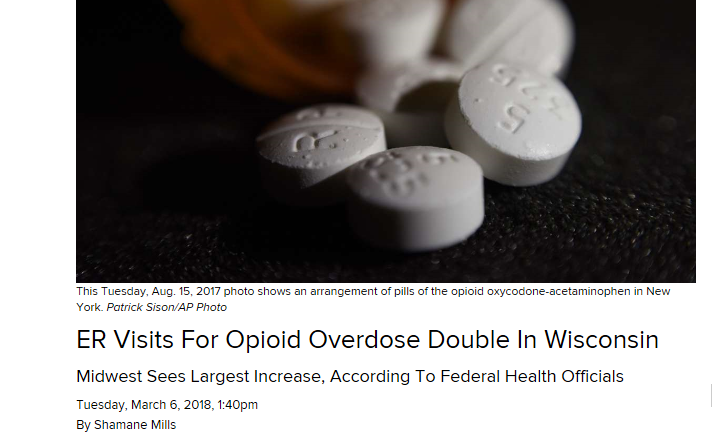 5 325
R
This Tuesday, Aug. 15, 2017 photo shows an arrangement of pills of the opioid oxycodone-acetaminophen in New
York. Patrick Sison/AP Photo
ER Visits For Opioid Overdose Double In Wisconsin
Midwest Sees Largest Increase, According To Federal Health Officials
Tuesday, March 6, 2018, 1:40pm
By Shamane Mills